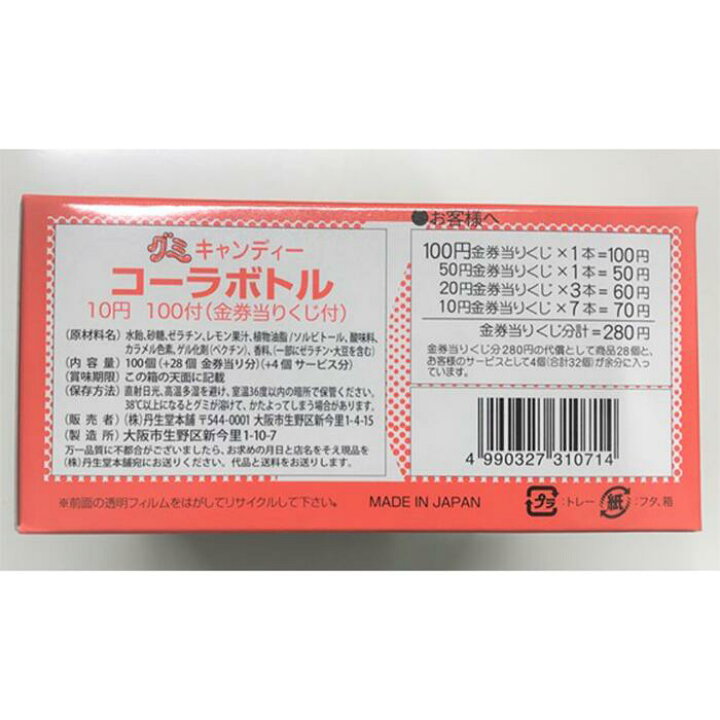 グミキャンディー
コーラボトル
10円 100付(金券当りくじ付)
(原材料名) 水飴、砂糖、ゼラチン、レモン果汁、植物油脂/ソルビトール、酸味料、
カラメル色素、ゲル化剤(ペクチン)、香料、(一部にゼラチン・大豆を含む)
(内 容 量) 100個(+28個 金券当り分)(+4個 サービス分)
(賞味期限) この箱の天面に記載
(保存方法) 直射日光、高温多湿を避け、室温36度以内の暗所で保管ください。
38℃以上になるとグミが溶けて、かたよってしまう場合があります。
(販 売 者) (株)丹生堂本舗 〒544-0001 大阪市生野区新今里1-4-15
(製 造 所) 大阪市生野区新今里1-10-7
万一品質に不都合がございましたら、お求めの月日と店名をそえ現品を
(株)丹生堂本舗宛にお送りください。代品と送料をお送りします。
●お客様へ
100円金券当りくじ×1本=100円
50円金券当りくじ×1本=50円
20円金券当りくじ×3本=60円
10円金券当りくじ×7本=70円
金券当りくじ分計=280円
金券当りくじ分280円の代償として商品28個と、
お客様のサービスとして4個(合計32個)が余分に入っ
ています。
4 990327 310714
※前面の透明フィルムをはがしてリサイクルして下さい。
MADE IN JAPAN
プラ :トレー 紙 :フタ、箱